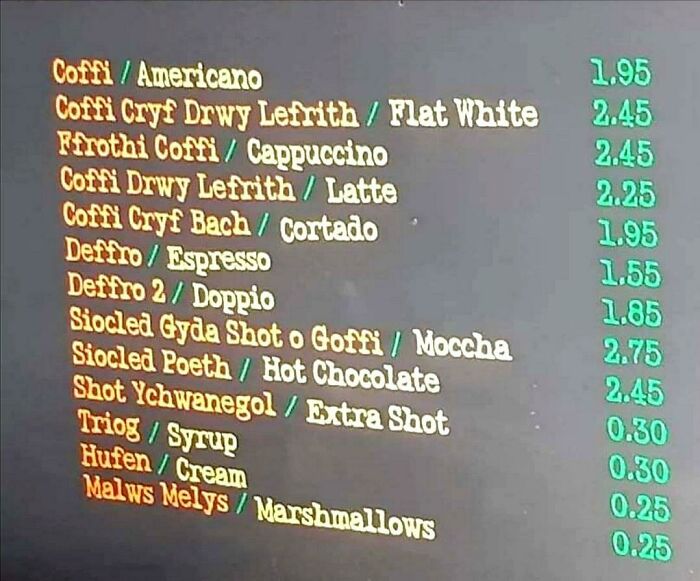 Coffi / Americano 1.95
Coffi Cryf Drwy Lefrith / Flat White 2.45
Ffrothi Coffi / Cappuccino 2.45
Coffi Drwy Lefrith / Latte 2.25
Coffi Cryf Bach / Cortado 1.95
Deffro / Espresso 1.55
Deffro 2 / Doppio 1.85
Siocled Gyda Shot o Goffi / Moccha 2.75
Siocled Poeth / Hot Chocolate 2.45
Shot Ychwanegol / Extra Shot 0.30
Triog / Syrup 0.30
Hufen / Cream 0.25
Malws Melys / Marshmallows 0.25